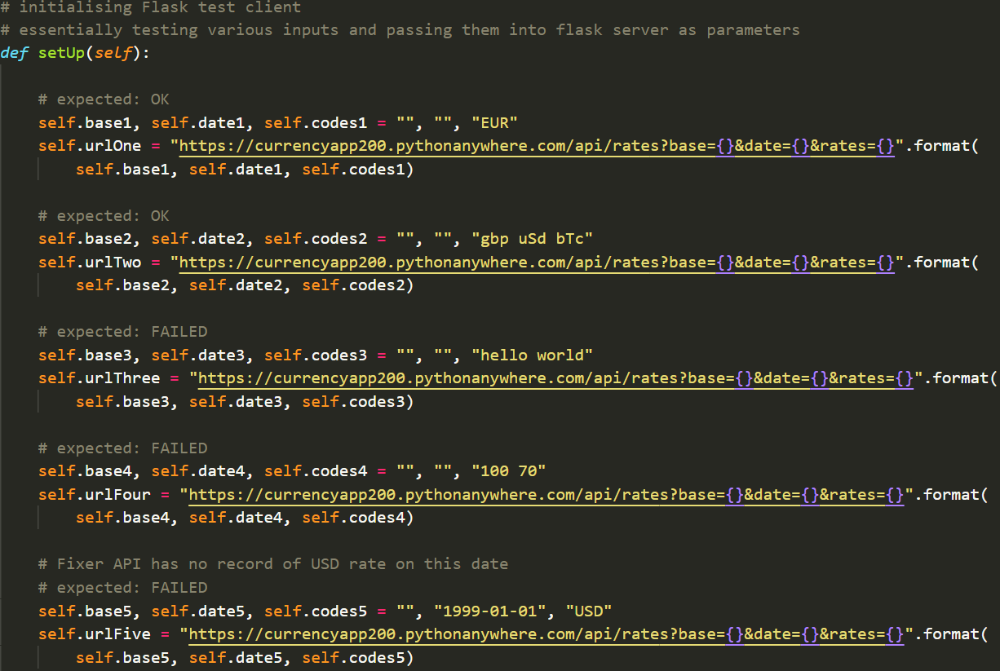 # initialising Flask test client
# essentially testing various inputs and passing them into flask server as parameters
def setUp(self):
# expected: OK
self.base1, self.date1, self.codes1 = "", "", "EUR"
self.urlOne = "https://currencyapp200.pythonanywhere.com/api/rates?base={}&date={}&rates={}".format(
self.base1, self.date1, self.codes1)
# expected: OK
self.base2, self.date2, self.codes2 = "", "", "gbp uSd bTc"
self.urlTwo = "https://currencyapp200.pythonanywhere.com/api/rates?base={}&date={}&rates={}".format(
self.base2, self.date2, self.codes2)
# expected: FAILED
self.base3, self.date3, self.codes3 = "", "", "hello world"
self.urlThree = "https://currencyapp200.pythonanywhere.com/api/rates?base={}&date={}&rates={}".format(
self.base3, self.date3, self.codes3)
# expected: FAILED
self.base4, self.date4, self.codes4 = "", "", "100 70"
self.urlFour = "https://currencyapp200.pythonanywhere.com/api/rates?base={}&date={}&rates={}".format(
self.base4, self.date4, self.codes4)
# Fixer API has no record of USD rate on this date
# expected: FAILED
self.base5, self.date5, self.codes5 = "", "1999-01-01", "USD"
self.urlFive = "https://currencyapp200.pythonanywhere.com/api/rates?base={}&date={}&rates={}".format(
self.base5, self.date5, self.codes5)